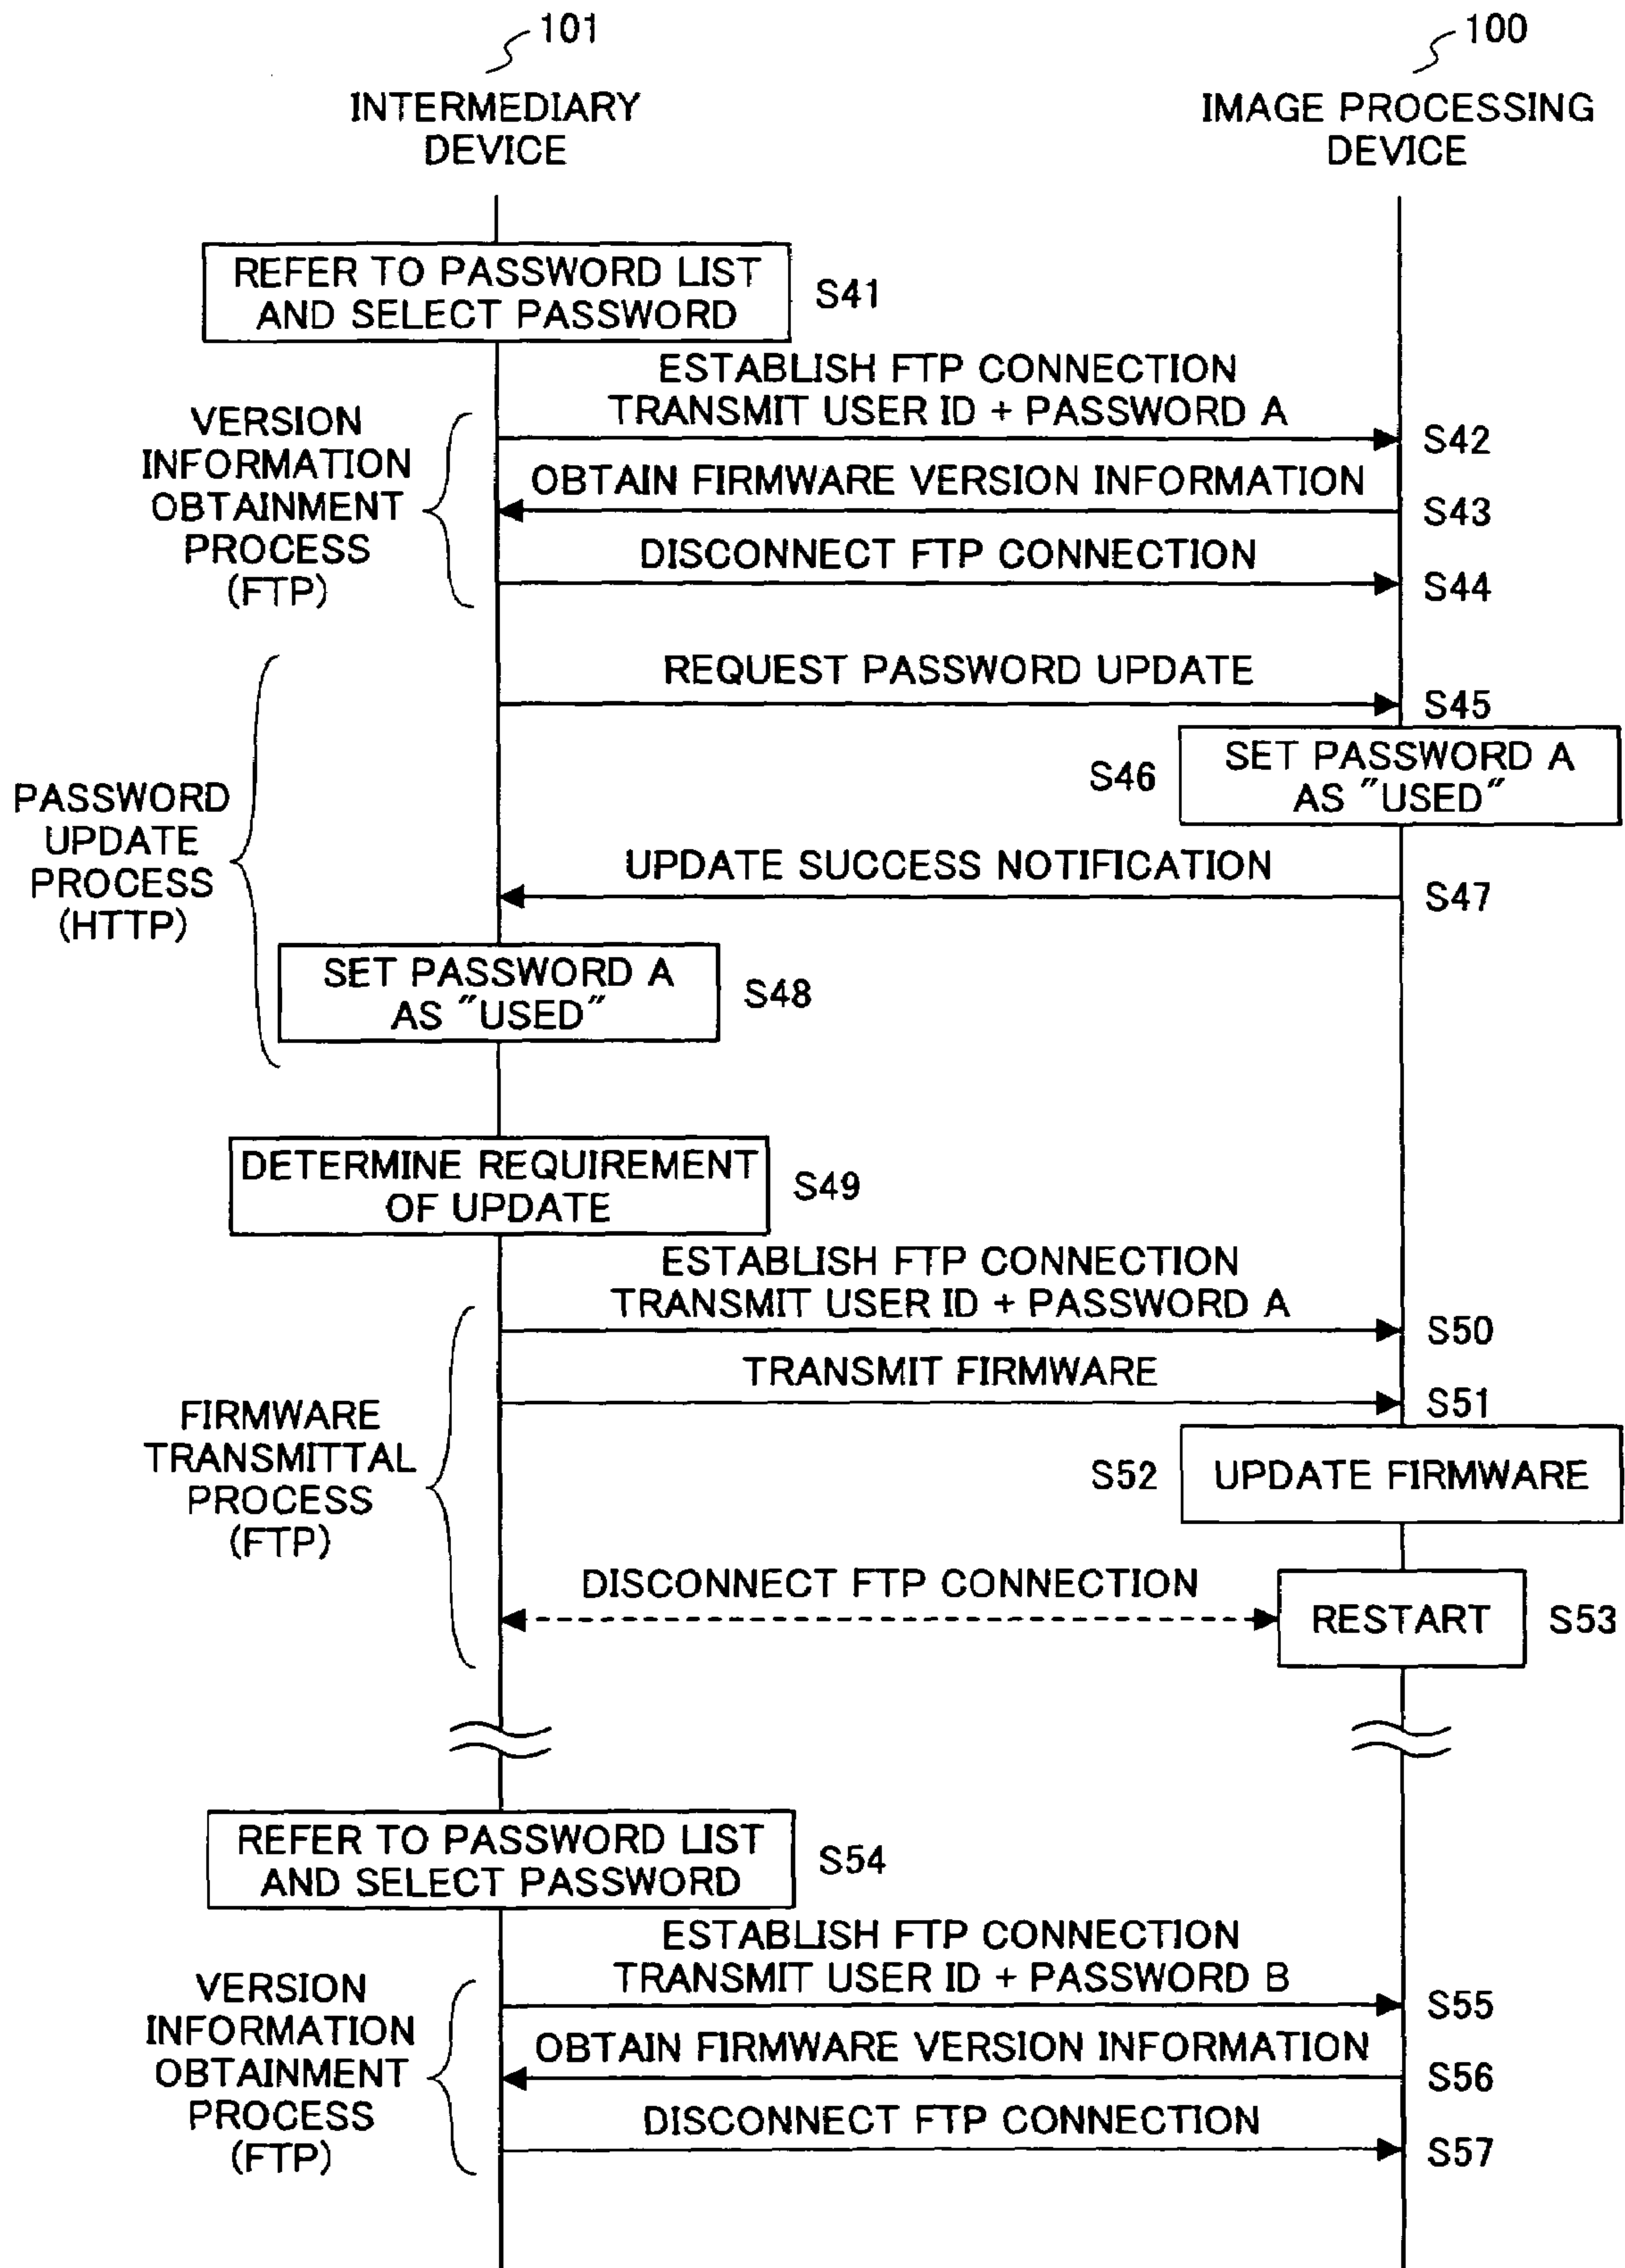 101
100
INTERMEDIARY
DEVICE
IMAGE PROCESSING
DEVICE
REFER TO PASSWORD LIST
AND SELECT PASSWORD
S41
ESTABLISH FTP CONNECTION
TRANSMIT USER ID + PASSWORD A
S42
VERSION
INFORMATION
OBTAINMENT
PROCESS
(FTP)
OBTAIN FIRMWARE VERSION INFORMATION
S43
DISCONNECT FTP CONNECTION
S44
REQUEST PASSWORD UPDATE
S45
PASSWORD
UPDATE
PROCESS
(HTTP)
S46
SET PASSWORD A
AS "USED"
UPDATE SUCCESS NOTIFICATION
S47
SET PASSWORD A
AS "USED"
S48
DETERMINE REQUIREMENT
OF UPDATE
S49
ESTABLISH FTP CONNECTION
TRANSMIT USER ID + PASSWORD A
S50
TRANSMIT FIRMWARE
S51
FIRMWARE
TRANSMITTAL
PROCESS
(FTP)
S52
UPDATE FIRMWARE
DISCONNECT FTP CONNECTION
RESTART
S53
REFER TO PASSWORD LIST
AND SELECT PASSWORD
S54
ESTABLISH FTP CONNECTION
TRANSMIT USER ID + PASSWORD B
S55
VERSION
INFORMATION
OBTAINMENT
PROCESS
(FTP)
OBTAIN FIRMWARE VERSION INFORMATION
S56
DISCONNECT FTP CONNECTION
S57